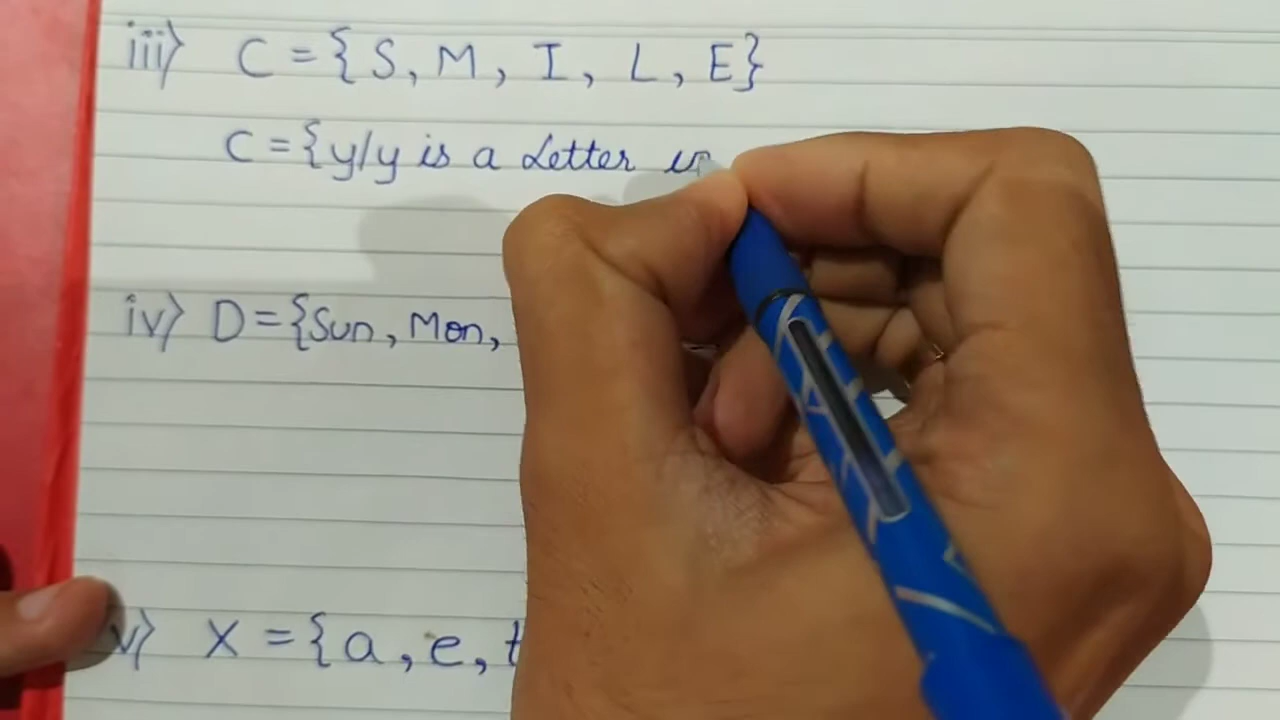 iii) C = {S, M, I, L, E}
C = {y/y is a Letter
iv) D = {Sun, Mon,
v) X = {a, e,